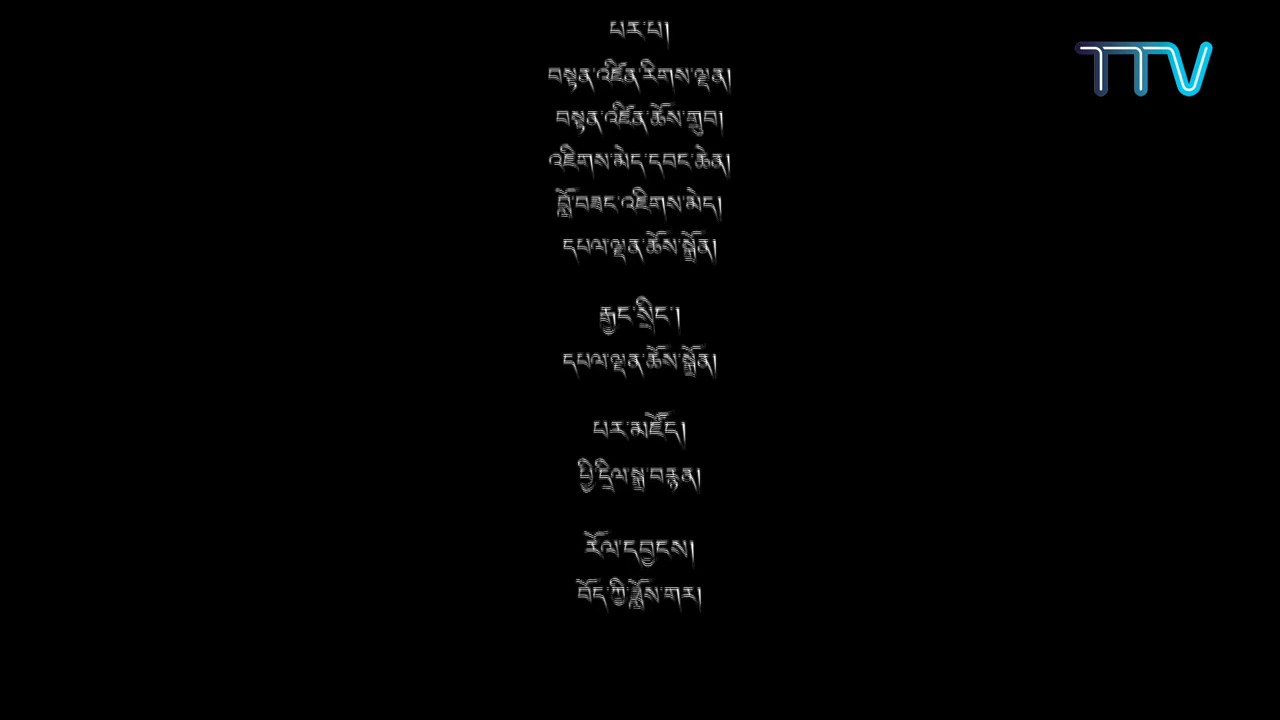 TTV
པར་པ།
བསྟན་འཛིན་རིགས་ལྡན།
བསྟན་འཛིན་ཆོས་གྲུབ།
འཇིགས་མེད་དབང་ཆེན།
བློ་བཟང་འཇིགས་མེད།
དཔལ་ལྡན་ཆོས་སྒྲོན།
རྒྱང་སྲིང་།
དཔལ་ལྡན་ཆོས་སྒྲོན།
པར་མཛོད།
ཕྱི་དྲིལ་སྒྲ་བརྙན།
རོལ་དབྱངས།
བོད་ཀྱི་ཟློས་གར།